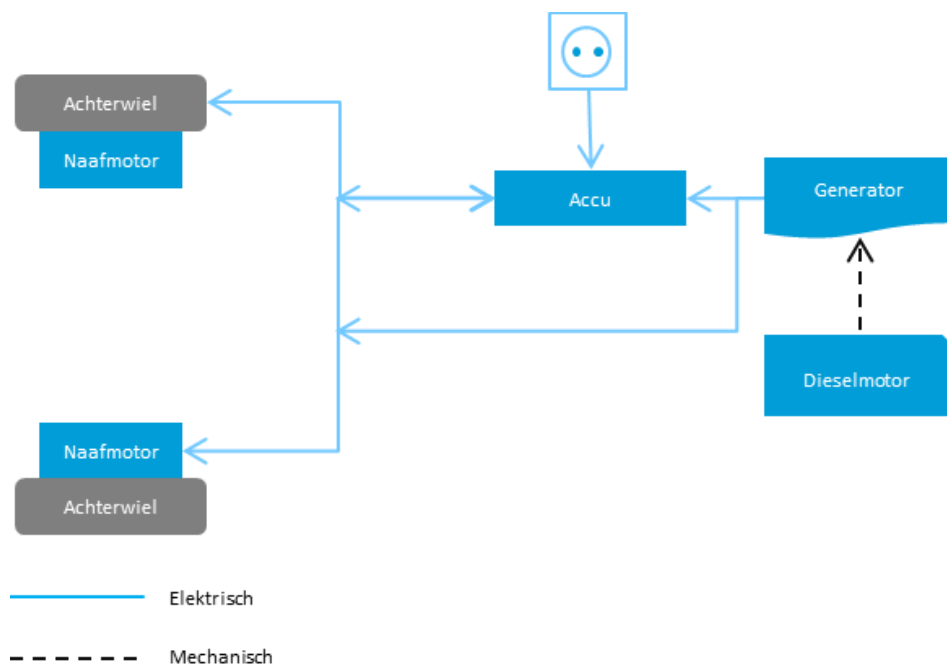 Achterwiel
Naafmotor
Accu
Generator
Dieselmotor
Naafmotor
Achterwiel
Elektrisch
Mechanisch